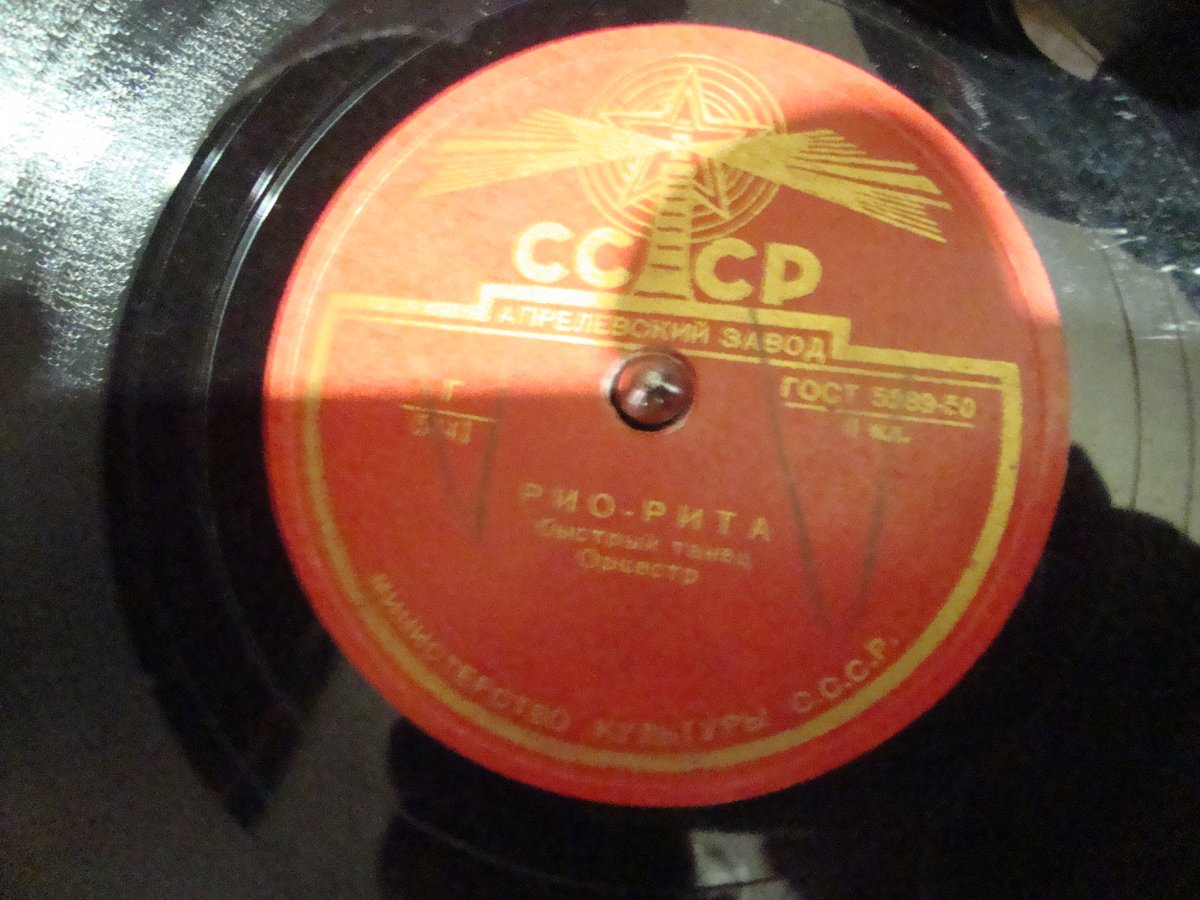 СССР
АПРЕЛЕВСКИЙ ЗАВОД
Г
ГОСТ 5289-50
РИО-РИТА
быстрый танец
Оркестр
МИНИСТЕРСТВО КУЛЬТУРЫ С.С.С.Р.